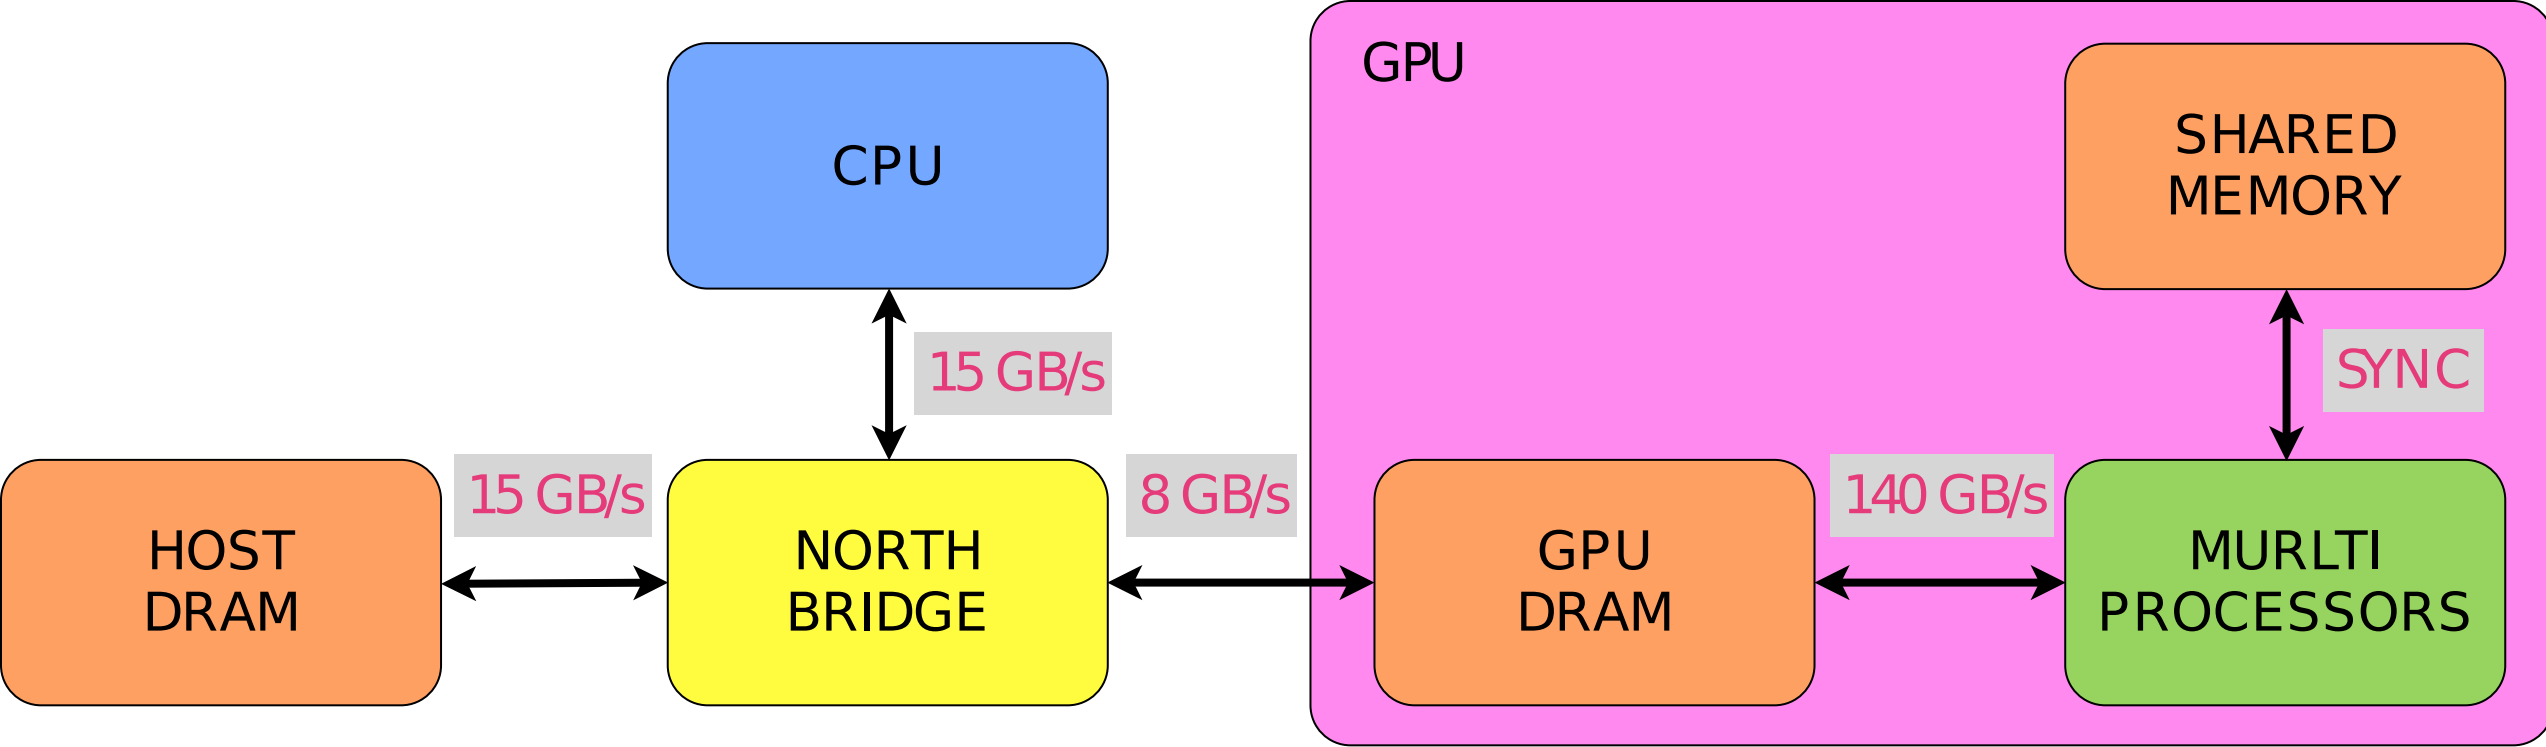 GPU
CPU
SHARED
MEMORY
15 GB/s
SYNC
15 GB/s
8 GB/s
140 GB/s
HOST
DRAM
NORTH
BRIDGE
GPU
DRAM
MURLTI
PROCESSORS